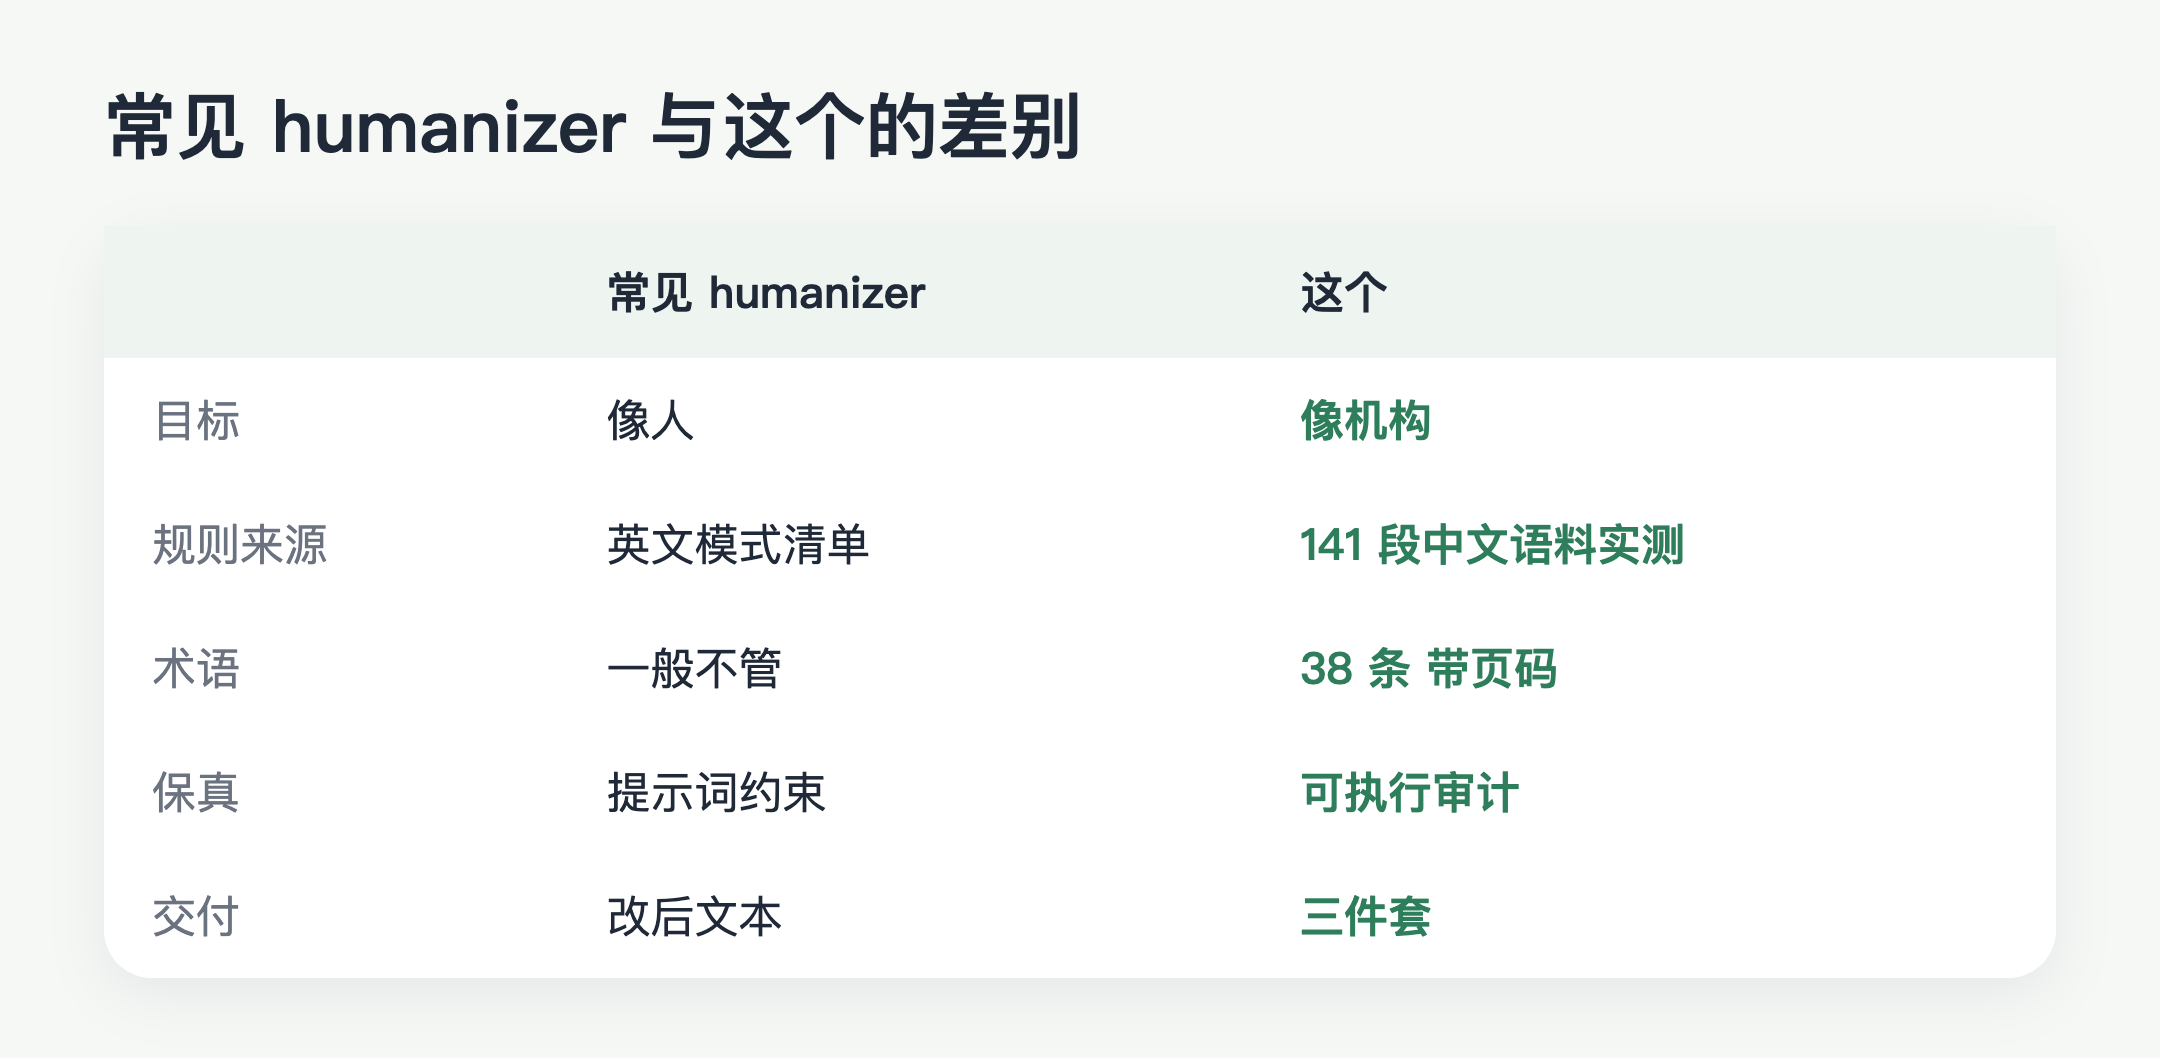 常见 humanizer 与这个的差别
常见 humanizer 这个
目标 像人 像机构
规则来源 英文模式清单 141 段中文语料实测
术语 一般不管 38 条 带页码
保真 提示词约束 可执行审计
交付 改后文本 三件套